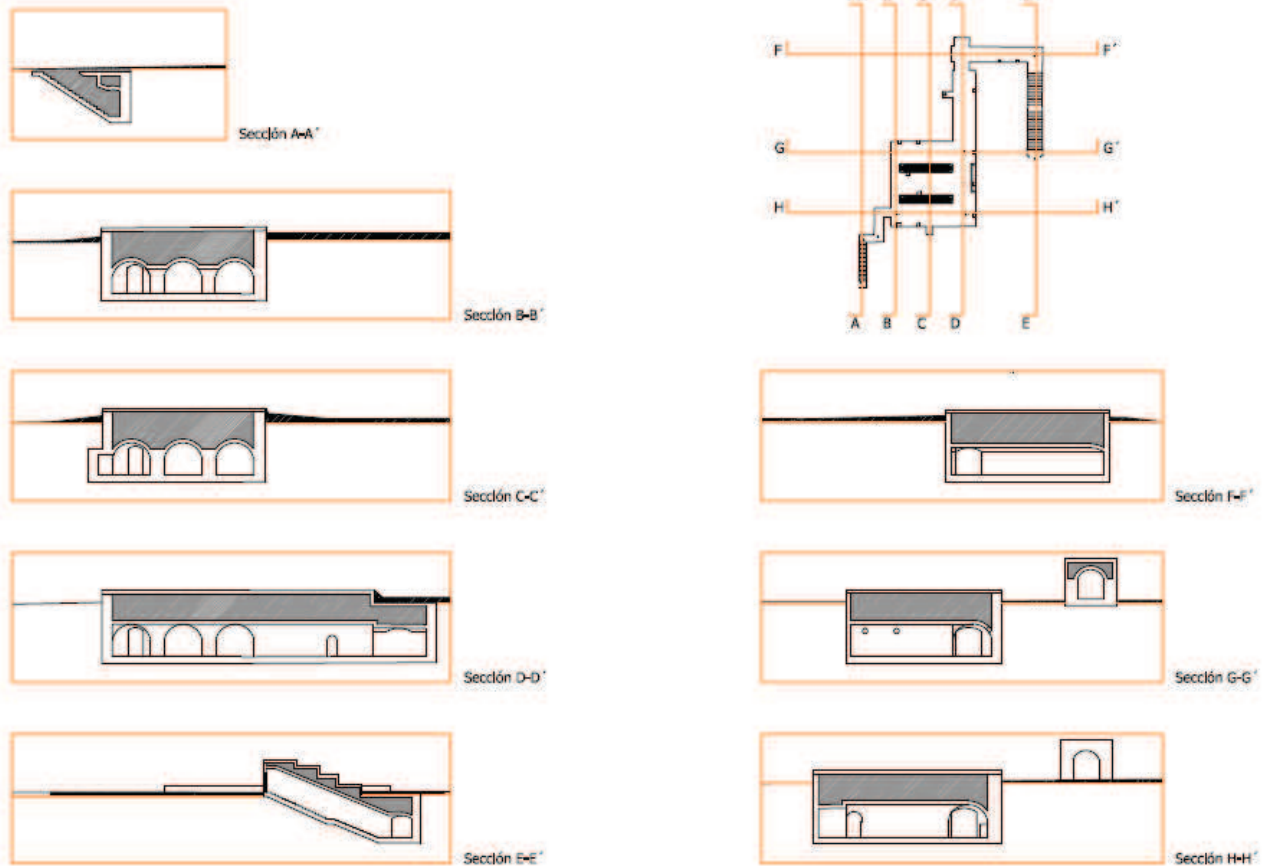 Sección A-A´
Sección B-B´
Sección C-C´
Sección D-D´
Sección E-E´
F F´
G G´
H H´
A B C D E
Sección F-F´
Sección G-G´
Sección H-H´